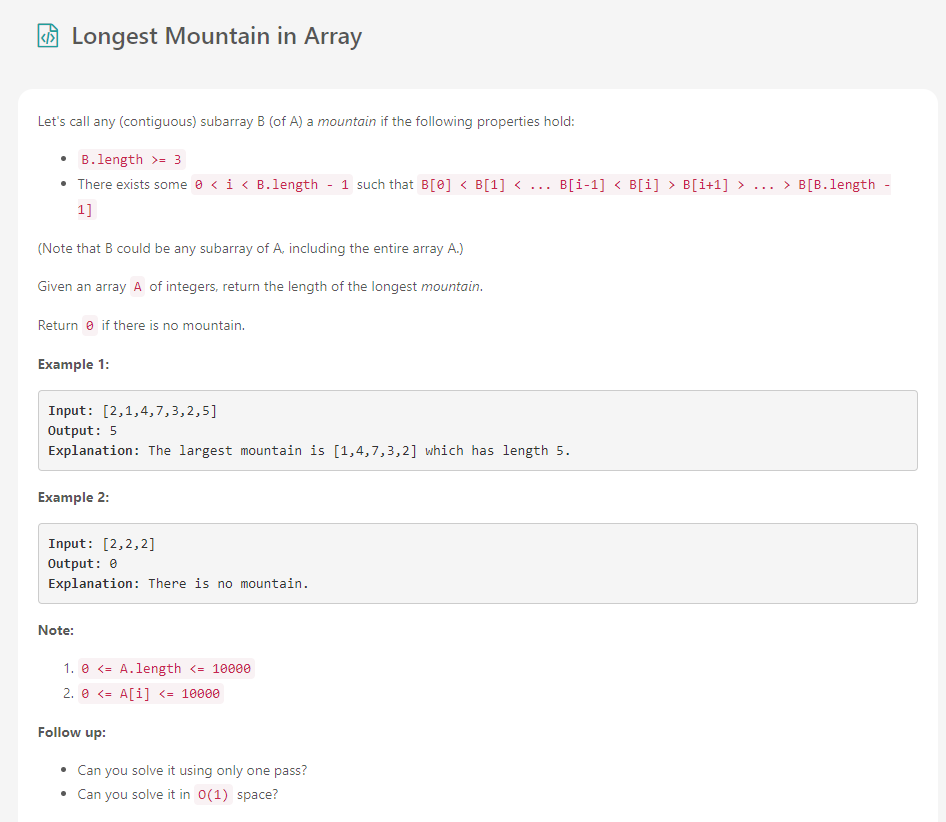 Longest Mountain in Array
Let's call any (contiguous) subarray B (of A) a mountain if the following properties hold:
B.length >= 3
There exists some 0 < i < B.length - 1 such that B[0] < B[1] < ... B[i-1] < B[i] > B[i+1] > ... > B[B.length -
1]
(Note that B could be any subarray of A, including the entire array A.)
Given an array A of integers, return the length of the longest mountain.
Return 0 if there is no mountain.
Example 1:
Input: [2,1,4,7,3,2,5]
Output: 5
Explanation: The largest mountain is [1,4,7,3,2] which has length 5.
Example 2:
Input: [2,2,2]
Output: 0
Explanation: There is no mountain.
Note:
1. 0 <= A.length <= 10000
2. 0 <= A[i] <= 10000
Follow up:
Can you solve it using only one pass?
Can you solve it in O(1) space?